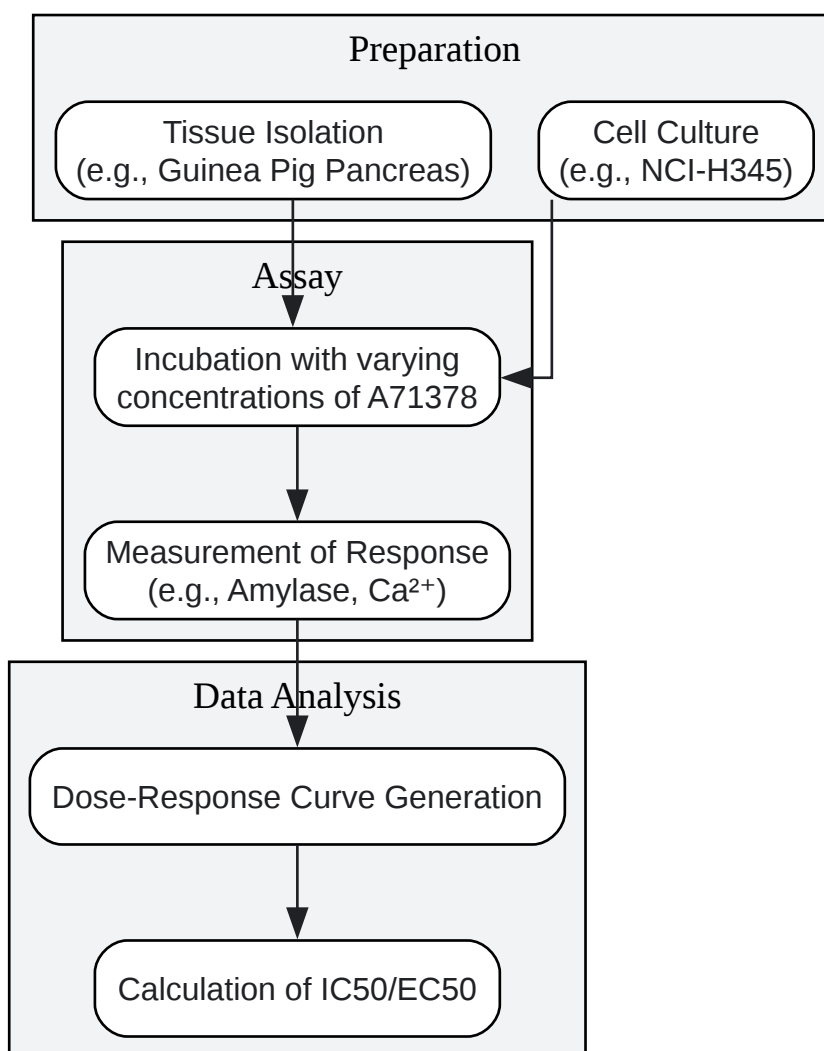 Preparation
Tissue Isolation
(e.g., Guinea Pig Pancreas)
Cell Culture
(e.g., NCI-H345)
Assay
Incubation with varying
concentrations of A71378
Measurement of Response
(e.g., Amylase, Ca²⁺)
Data Analysis
Dose-Response Curve Generation
Calculation of IC50/EC50